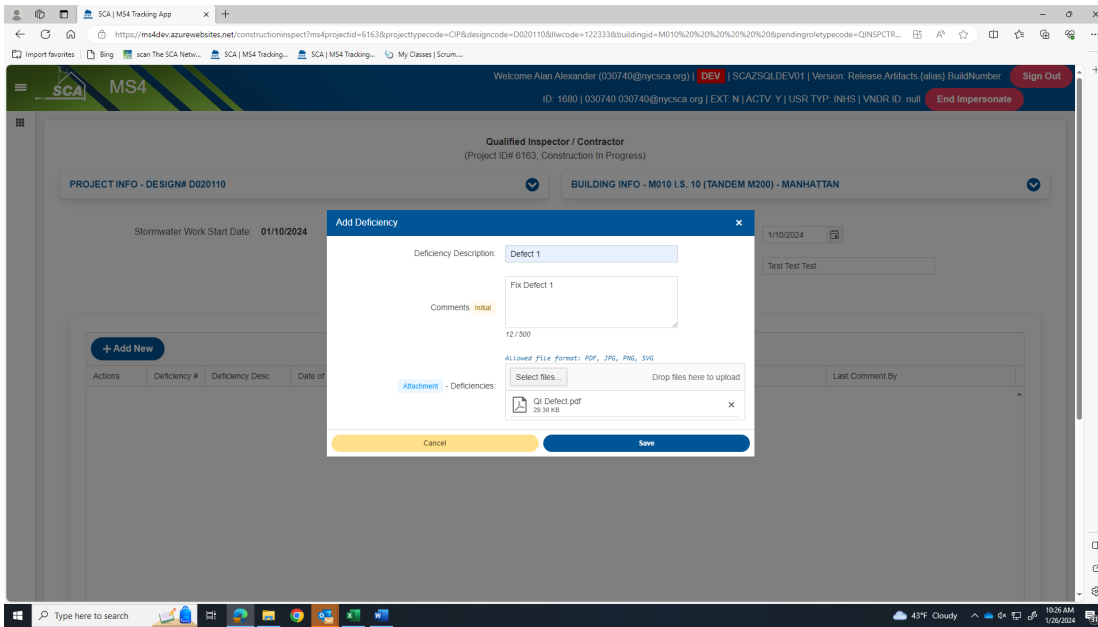 SCA | MS4 Tracking App
https://ms4dev.azurewebsites.net/constructioninspect?ms4projectid=6163&projecttypecode=CIP&designcode=D020110&llwcode=122333&buildingid=M010%20%20%20%20%20%20&pendingroletypecode=QINSPCTR...
Import favorites
Bing
scan The SCA Netw...
SCA | MS4 Tracking...
SCA | MS4 Tracking...
My Classes | Scrum...
SCA
MS4
Welcome Alan Alexander (030740@nycsca.org) | DEV | SCAZSQLDEV01 | Version: Release.Artifacts.{alias}.BuildNumber
Sign Out
ID: 1680 | 030740 030740@nycsca.org | EXT: N | ACTV: Y | USR TYP: INHS | VNDR ID: null
End Impersonate
Qualified Inspector / Contractor
(Project ID# 6163, Construction In Progress)
PROJECT INFO - DESIGN# D020110
BUILDING INFO - M010 I.S. 10 (TANDEM M200) - MANHATTAN
Stormwater Work Start Date: 01/10/2024
1/10/2024
Test Test Test
Add Deficiency
Deficiency Description: Defect 1
Comments Initial
Fix Defect 1
12 / 500
Allowed file format: PDF, JPG, PNG, SVG
Attachment - Deficiencies:
Select files...
Drop files here to upload
QI Defect.pdf
29.30 KB
Cancel
Save
+ Add New
Actions Deficiency # Deficiency Desc Date of
Last Comment By
Type here to search
43°F Cloudy
10:26 AM
1/26/2024